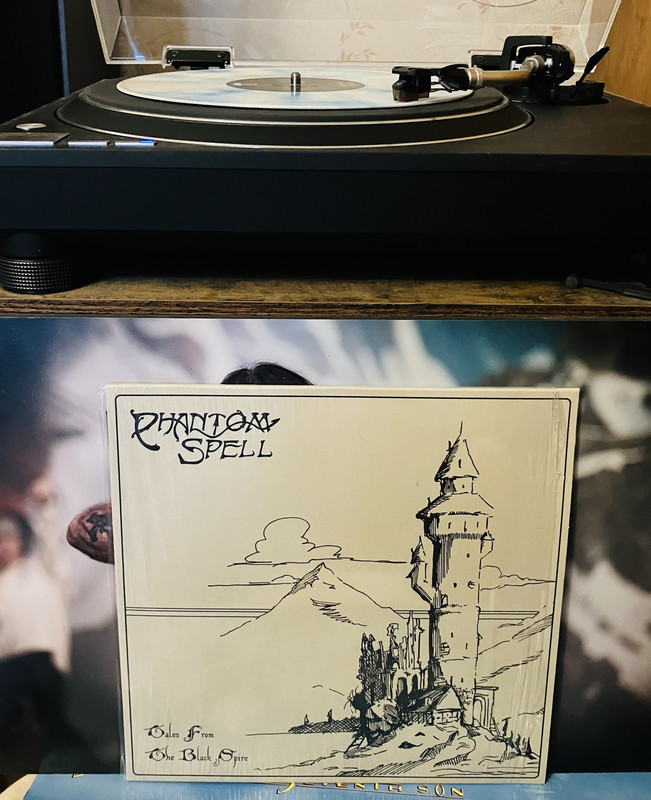 PHANTOM
SPELL
Tales From
The Black Spire
SEVENTH SON